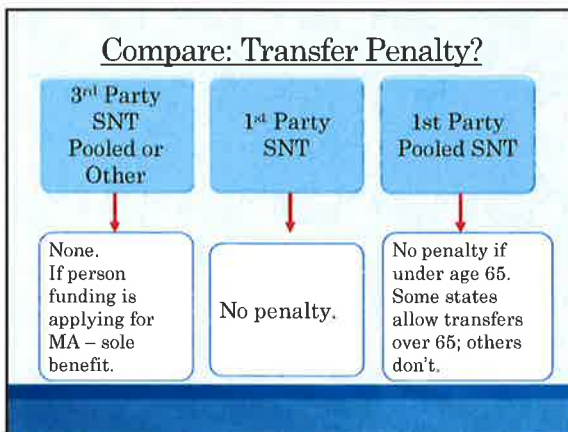 Compare: Transfer Penalty?
3rd Party
SNT
Pooled or
Other
1st Party
SNT
1st Party
Pooled SNT
None.
If person
funding is
applying for
MA – sole
benefit.
No penalty.
No penalty if
under age 65.
Some states
allow transfers
over 65; others
don't.